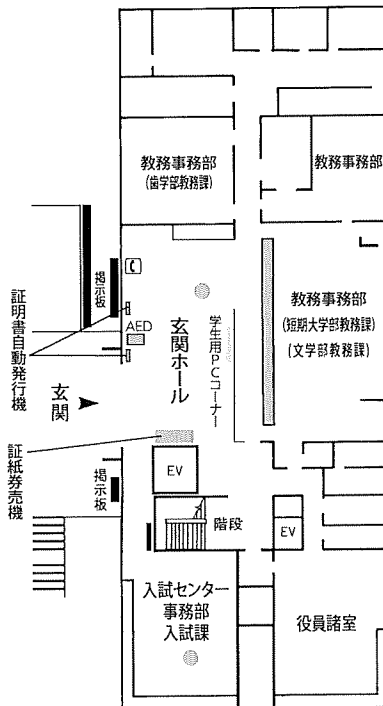 教務事務部
(歯学部教務課)
教務事務部
掲示板
証明書自動発行機
AED
玄関ホール
学生用PCコーナー
教務事務部
(短期大学部教務課)
(文学部教務課)
玄関
証紙券売機
掲示板
EV
階段
EV
入試センター
事務部
入試課
役員諸室